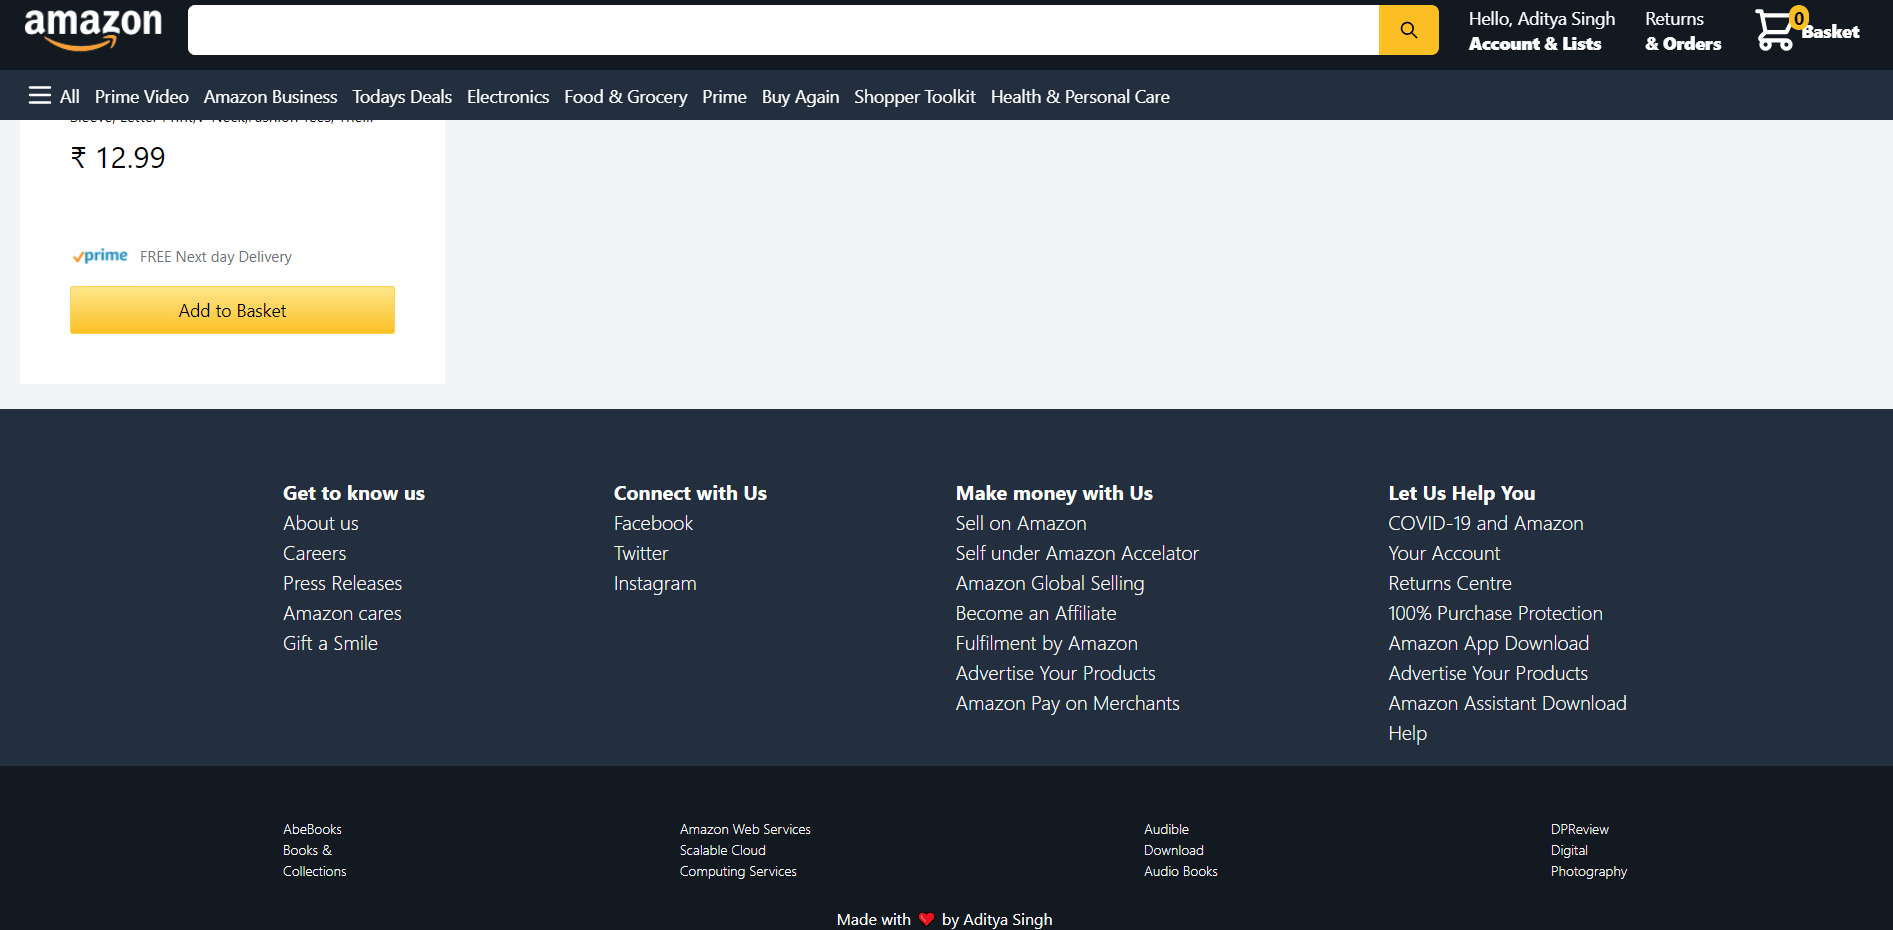 amazon
Hello, Aditya Singh
Account & Lists
Returns
& Orders
0
Basket
All Prime Video Amazon Business Todays Deals Electronics Food & Grocery Prime Buy Again Shopper Toolkit Health & Personal Care
₹ 12.99
prime FREE Next day Delivery
Add to Basket
Get to know us
About us
Careers
Press Releases
Amazon cares
Gift a Smile
Connect with Us
Facebook
Twitter
Instagram
Make money with Us
Sell on Amazon
Self under Amazon Accelator
Amazon Global Selling
Become an Affiliate
Fulfilment by Amazon
Advertise Your Products
Amazon Pay on Merchants
Let Us Help You
COVID-19 and Amazon
Your Account
Returns Centre
100% Purchase Protection
Amazon App Download
Advertise Your Products
Amazon Assistant Download
Help
AbeBooks
Books &
Collections
Amazon Web Services
Scalable Cloud
Computing Services
Audible
Download
Audio Books
DPReview
Digital
Photography
Made with ❤ by Aditya Singh